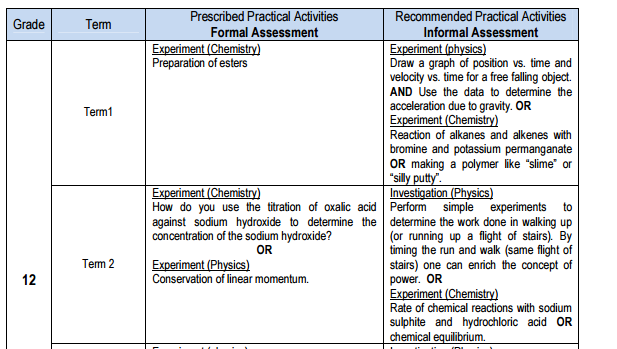 Grade
Term
Prescribed Practical Activities
Formal Assessment
Recommended Practical Activities
Informal Assessment
12
Term1
Experiment (Chemistry)
Preparation of esters
Experiment (physics)
Draw a graph of position vs. time and
velocity vs. time for a free falling object.
AND Use the data to determine the
acceleration due to gravity. OR
Experiment (Chemistry)
Reaction of alkanes and alkenes with
bromine and potassium permanganate
OR making a polymer like “slime” or
“silly putty”.
Term 2
Experiment (Chemistry)
How do you use the titration of oxalic acid
against sodium hydroxide to determine the
concentration of the sodium hydroxide?
OR
Experiment (Physics)
Conservation of linear momentum.
Investigation (Physics)
Perform simple experiments to
determine the work done in walking up
(or running up a flight of stairs). By
timing the run and walk (same flight of
stairs) one can enrich the concept of
power. OR
Experiment (Chemistry)
Rate of chemical reactions with sodium
sulphite and hydrochloric acid OR
chemical equilibrium.